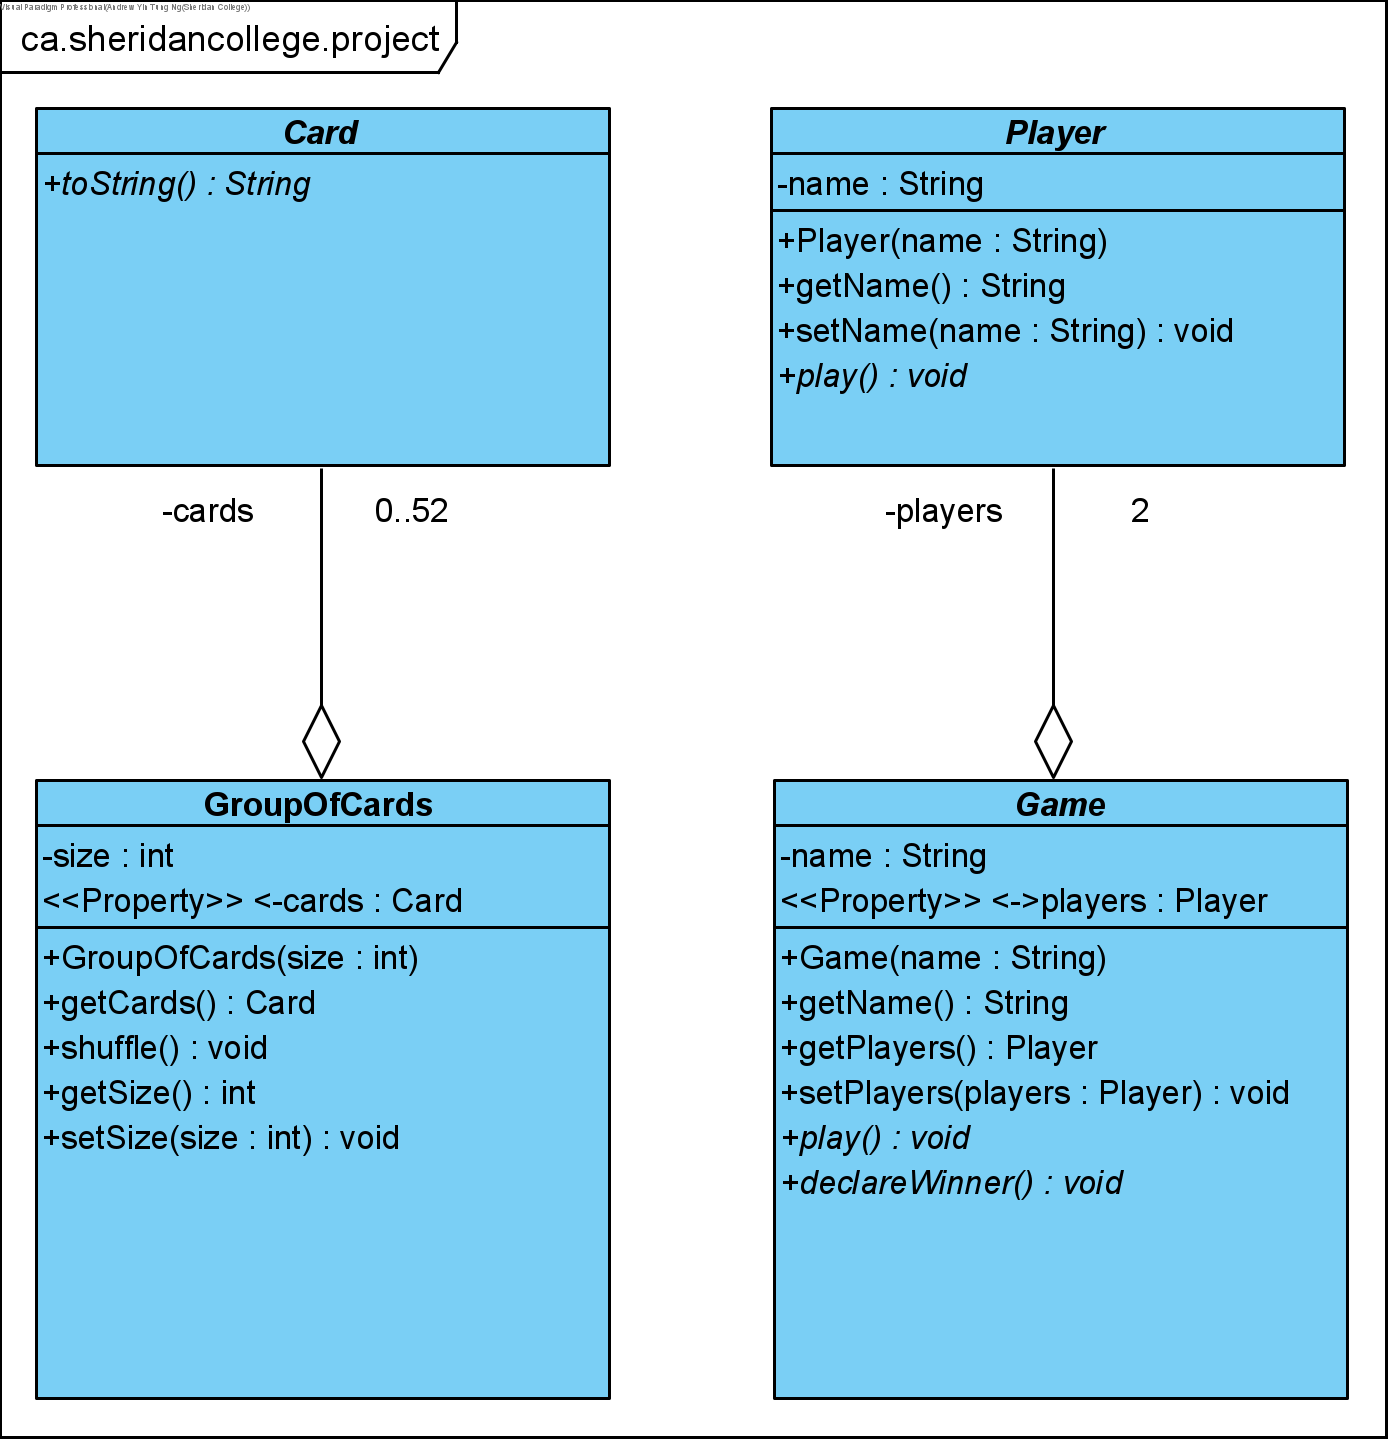 Visual Paradigm Professional(Andrew Yiu Tung Ng(Sheridan College))
ca.sheridancollege.project
Card
+toString() : String
Player
-name : String
+Player(name : String)
+getName() : String
+setName(name : String) : void
+play() : void
-cards 0..52
-players 2
GroupOfCards
-size : int
<<Property>> <-cards : Card
+GroupOfCards(size : int)
+getCards() : Card
+shuffle() : void
+getSize() : int
+setSize(size : int) : void
Game
-name : String
<<Property>> <->players : Player
+Game(name : String)
+getName() : String
+getPlayers() : Player
+setPlayers(players : Player) : void
+play() : void
+declareWinner() : void